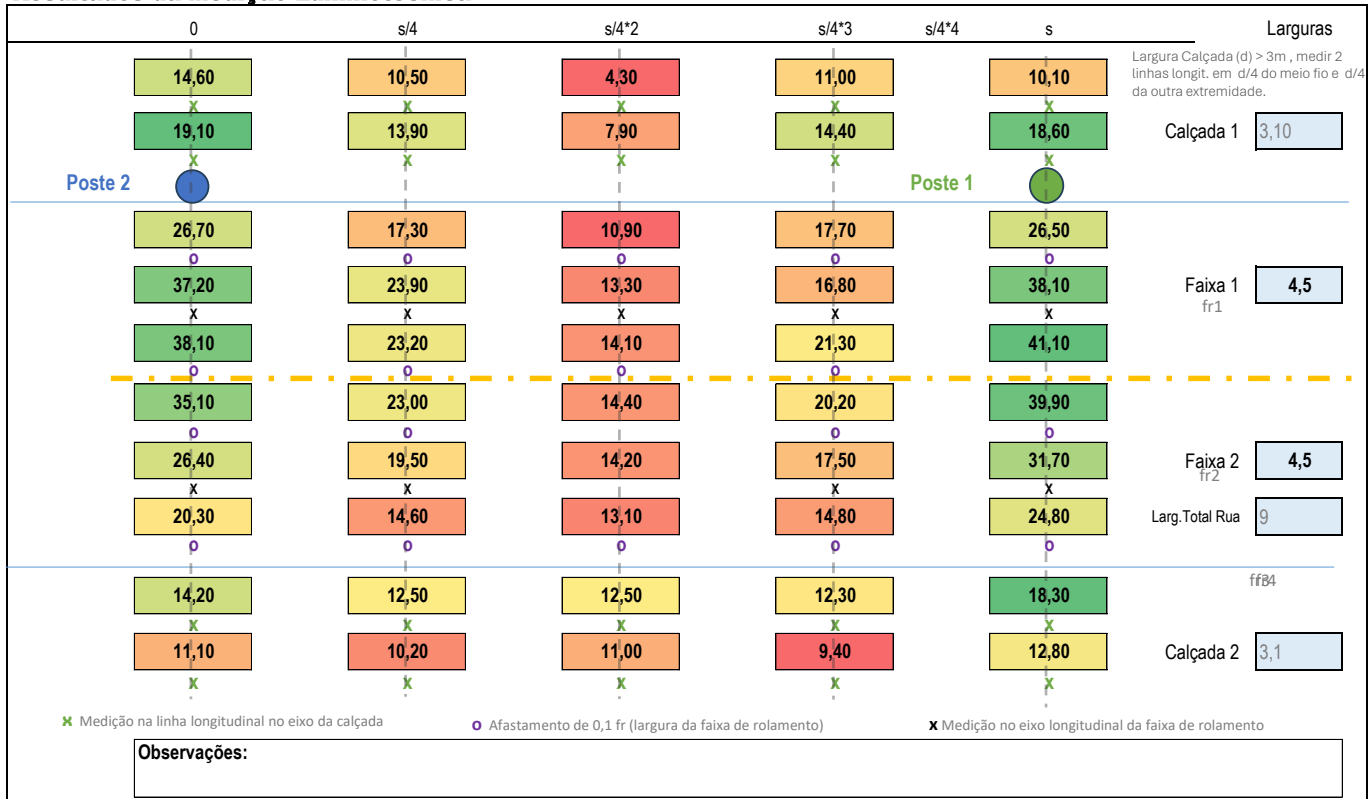 0 s/4 s/4*2 s/4*3 s/4*4 s Larguras
Largura Calçada (d) > 3m , medir 2
linhas longit. em d/4 do meio fio e d/4
da outra extremidade.
14,60 10,50 4,30 11,00 10,10
x x x x x
19,10 13,90 7,90 14,40 18,60 Calçada 1 3,10
x x x x x
Poste 2 Poste 1
26,70 17,30 10,90 17,70 26,50
o o o o o
37,20 23,90 13,30 16,80 38,10 Faixa 1 4,5
fr1
x x x x x
38,10 23,20 14,10 21,30 41,10
o o o o
35,10 23,00 14,40 20,20 39,90
o o o o
26,40 19,50 14,20 17,50 31,70 Faixa 2 4,5
fr2
x x x x
20,30 14,60 13,10 14,80 24,80 Larg.Total Rua 9
o o o o o
14,20 12,50 12,50 12,30 18,30
x x x x x
11,10 10,20 11,00 9,40 12,80 Calçada 2 3,1
x x x x x
x Medição na linha longitudinal no eixo da calçada o Afastamento de 0,1 fr (largura da faixa de rolamento) x Medição no eixo longitudinal da faixa de rolamento
Observações: